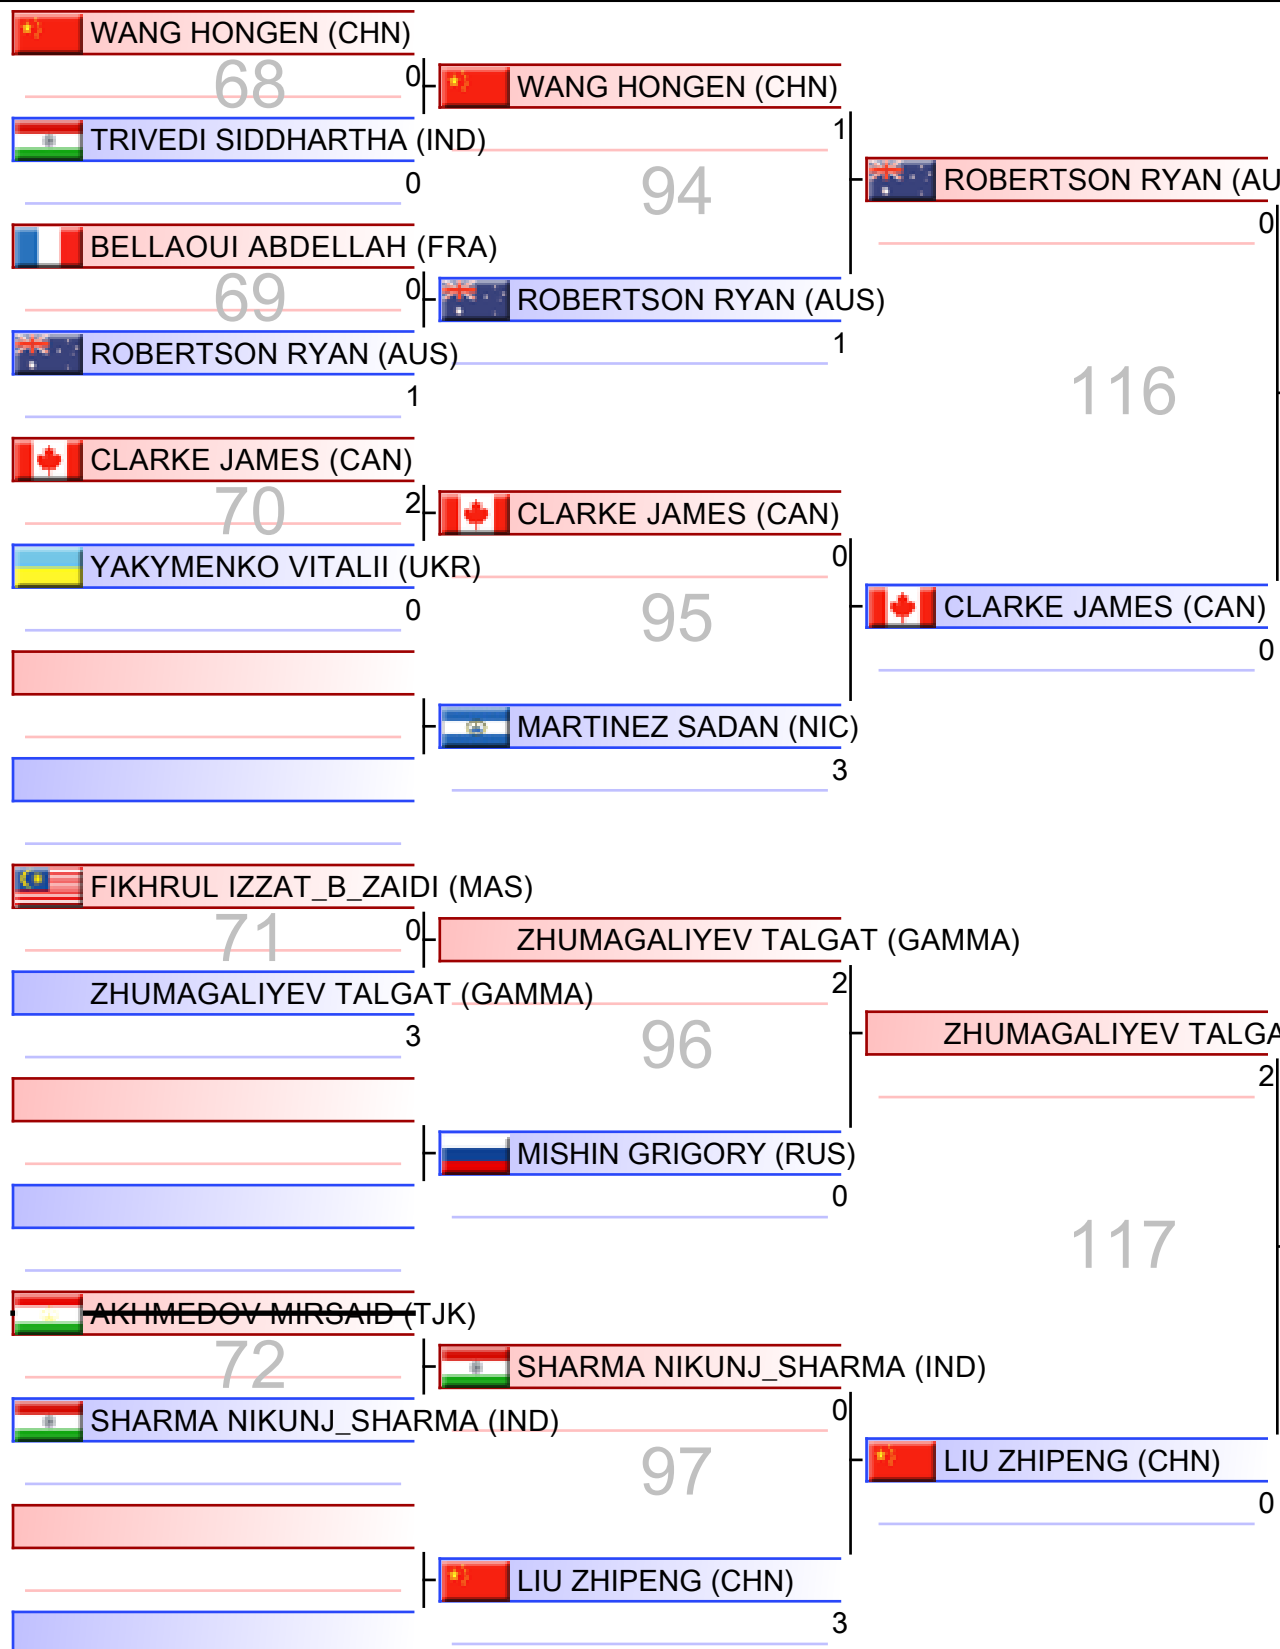 WANG HONGEN (CHN)
68
0
TRIVEDI SIDDHARTHA (IND)
0
BELLAOUI ABDELLAH (FRA)
69
0
ROBERTSON RYAN (AUS)
1
CLARKE JAMES (CAN)
70
2
YAKYMENKO VITALII (UKR)
0
FIKHRUL IZZAT_B_ZAIDI (MAS)
71
0
ZHUMAGALIYEV TALGAT (GAMMA)
3
AKHMEDOV MIRSAID (TJK)
72
SHARMA NIKUNJ_SHARMA (IND)
WANG HONGEN (CHN)
1
94
ROBERTSON RYAN (AUS)
1
CLARKE JAMES (CAN)
0
95
MARTINEZ SADAN (NIC)
3
ZHUMAGALIYEV TALGAT (GAMMA)
2
96
MISHIN GRIGORY (RUS)
0
SHARMA NIKUNJ_SHARMA (IND)
0
97
LIU ZHIPENG (CHN)
3
ROBERTSON RYAN (AU
0
116
CLARKE JAMES (CAN)
0
ZHUMAGALIYEV TALGA
2
117
LIU ZHIPENG (CHN)
0